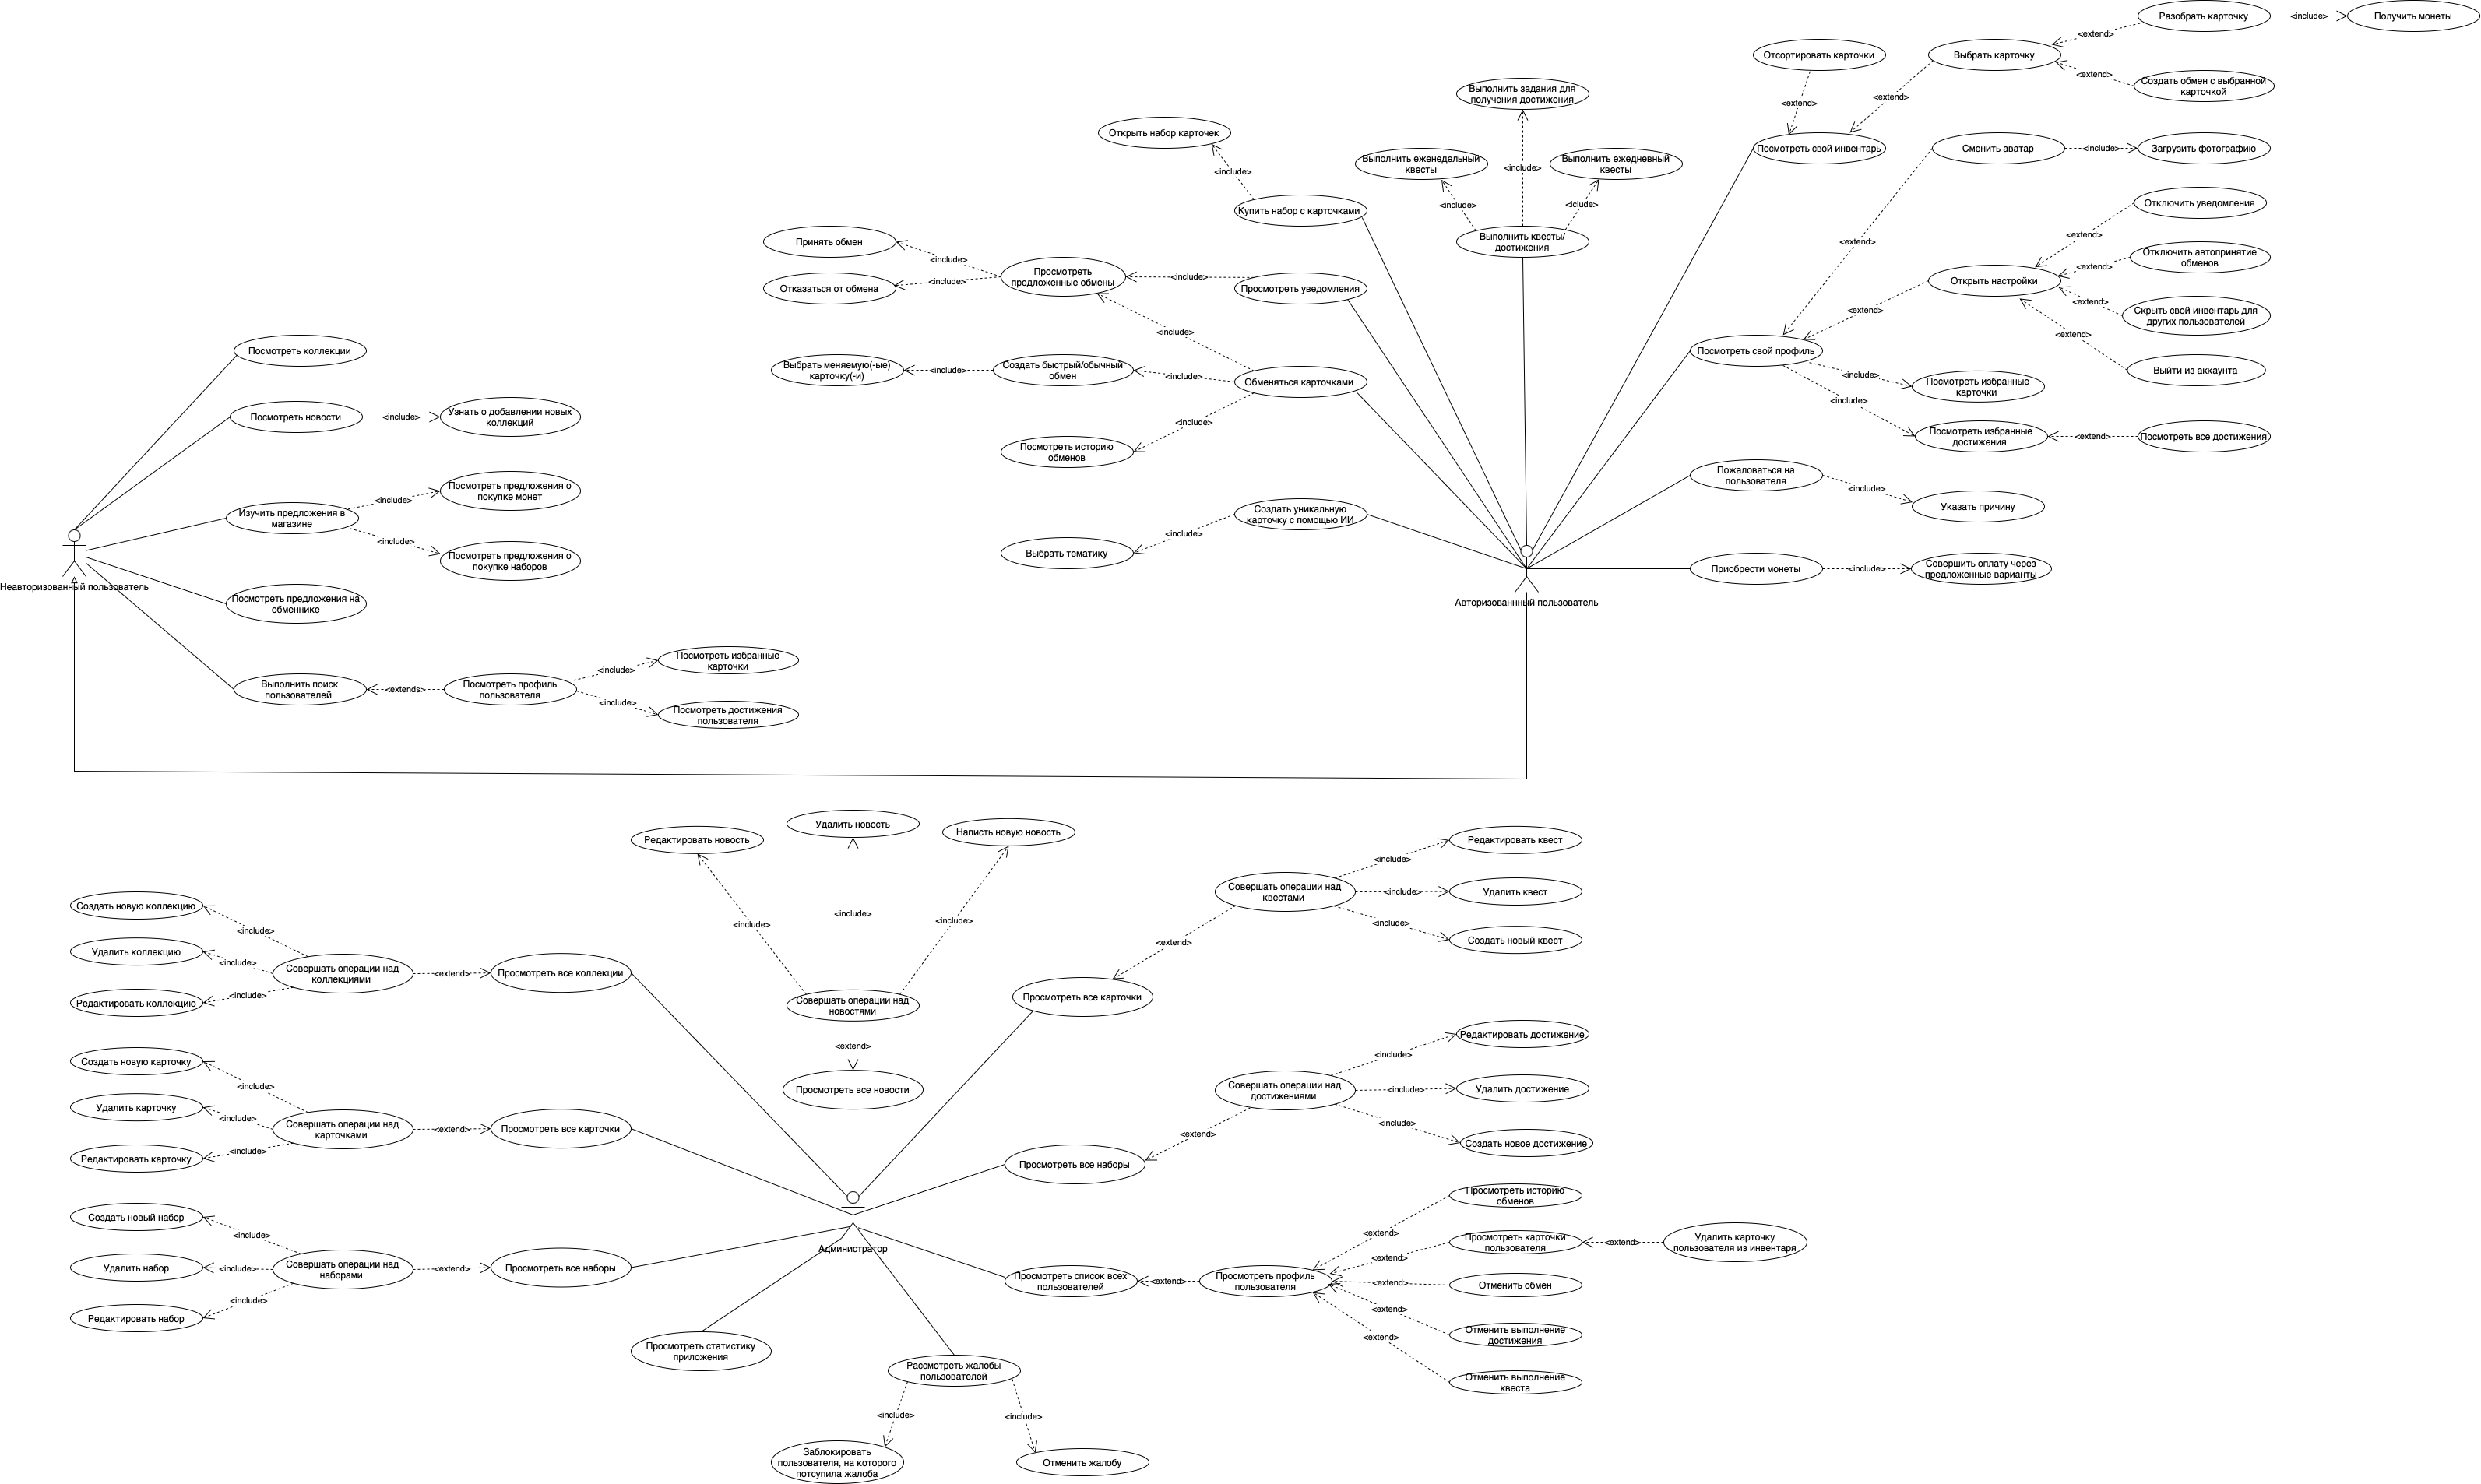 Разобрать карточку
<include>
Получить монеты
<extend>
Отсортировать карточки
Выбрать карточку
<extend>
Создать обмен с выбранной
карточкой
<extend>
<extend>
Посмотреть свой инвентарь
Сменить аватар
<include>
Загрузить фотографию
Выполнить задания для
получения достижения
Открыть набор карточек
<include>
Выполнить еженедельный
квесты
Выполнить ежедневный
квесты
<include>
<include>
<iclude>
Купить набор с карточками
Выполнить квесты/
достижения
Отключить уведомления
<extend>
<extend>
Отключить автопринятие
обменов
<extend>
Открыть настройки
<extend>
Скрыть свой инвентарь для
других пользователей
<extend>
<extend>
Выйти из аккаунта
Посмотреть свой профиль
<include>
Посмотреть избранные
карточки
<include>
Посмотреть избранные
достижения
<extend>
Посмотреть все достижения
Принять обмен
<include>
Отказаться от обмена
<include>
Просмотреть
предложенные обмены
<include>
Просмотреть уведомления
<include>
Выбрать меняемую(-ые)
карточку(-и)
<include>
Создать быстрый/обычный
обмен
<include>
Обменяться карточками
<include>
Посмотреть историю
обменов
Пожаловаться на
пользователя
<include>
Указать причину
Создать уникальную
карточку с помощью ИИ
<include>
Выбрать тематику
Приобрести монеты
<include>
Совершить оплату через
предложенные варианты
Авторизованнный пользователь
Посмотреть коллекции
Посмотреть новости
<include>
Узнать о добавлении новых
коллекций
Изучить предложения в
магазине
<include>
Посмотреть предложения о
покупке монет
<include>
Посмотреть предложения о
покупке наборов
Неавторизованный пользователь
Посмотреть предложения на
обменнике
Выполнить поиск
пользователей
<extends>
Посмотреть профиль
пользователя
<include>
Посмотреть избранные
карточки
<include>
Посмотреть достижения
пользователя
Редактировать новость
Удалить новость
Написть новую новость
<include>
<include>
<include>
Совершать операции над
новостями
<extend>
Просмотреть все новости
Создать новую коллекцию
<include>
Удалить коллекцию
<include>
Редактировать коллекцию
<include>
Совершать операции над
коллекциями
<extend>
Просмотреть все коллекции
Создать новую карточку
<include>
Удалить карточку
<include>
Редактировать карточку
<include>
Совершать операции над
карточками
<extend>
Просмотреть все карточки
Создать новый набор
<include>
Удалить набор
<include>
Редактировать набор
<include>
Совершать операции над
наборами
<extend>
Просмотреть все наборы
Администратор
Просмотреть статистику
приложения
Рассмотреть жалобы
пользователей
<include>
<include>
Заблокировать
пользователя, на которого
потсупила жалоба
Отменить жалобу
Редактировать квест
<include>
Совершать операции над
квестами
<include>
Удалить квест
<include>
Создать новый квест
<extend>
Просмотреть все карточки
Редактировать достижение
<include>
Совершать операции над
достижениями
<include>
Удалить достижение
<include>
Создать новое достижение
<extend>
Просмотреть все наборы
Просмотреть список всех
пользователей
<extend>
Просмотреть профиль
пользователя
<extend>
Просмотреть историю
обменов
<extend>
Просмотреть карточки
пользователя
<extend>
Удалить карточку
пользователя из инвентаря
<extend>
Отменить обмен
<extend>
Отменить выполнение
достижения
<extend>
Отменить выполнение
квеста